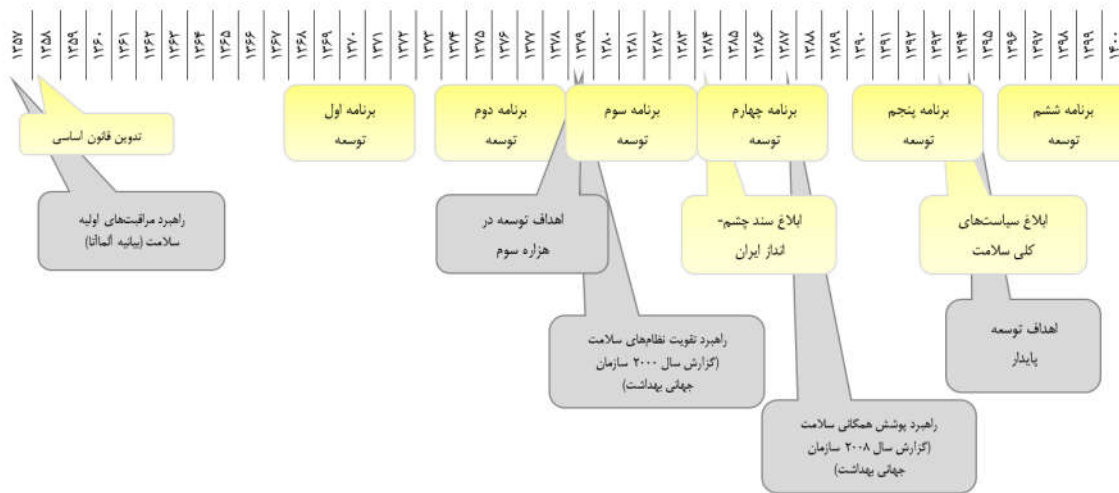 ۱۳۵۷ ۱۳۵۸ ۱۳۵۹ ۱۳۶۰ ۱۳۶۱ ۱۳۶۲ ۱۳۶۳ ۱۳۶۴ ۱۳۶۵ ۱۳۶۶ ۱۳۶۷ ۱۳۶۸ ۱۳۶۹ ۱۳۷۰ ۱۳۷۱ ۱۳۷۲ ۱۳۷۳ ۱۳۷۴ ۱۳۷۵ ۱۳۷۶ ۱۳۷۷ ۱۳۷۸ ۱۳۷۹ ۱۳۸۰ ۱۳۸۱ ۱۳۸۲ ۱۳۸۳ ۱۳۸۴ ۱۳۸۵ ۱۳۸۶ ۱۳۸۷ ۱۳۸۸ ۱۳۸۹ ۱۳۹۰ ۱۳۹۱ ۱۳۹۲ ۱۳۹۳ ۱۳۹۴ ۱۳۹۵ ۱۳۹۶ ۱۳۹۷ ۱۳۹۸ ۱۳۹۹ ۱۴۰۰
تدوین قانون اساسی
برنامه اول
توسعه
برنامه دوم
توسعه
برنامه سوم
توسعه
برنامه چهارم
توسعه
برنامه پنجم
توسعه
برنامه ششم
توسعه
راهبرد مراقبت‌های اولیه
سلامت (بیانیه آلماآتا)
اهداف توسعه در
هزاره سوم
ابلاغ سند چشم-
انداز ایران
ابلاغ سیاست‌های
کلی سلامت
راهبرد تقویت نظام‌های سلامت
(گزارش سال ۲۰۰۰ سازمان
جهانی بهداشت)
اهداف توسعه
پایدار
راهبرد پوشش همگانی سلامت
(گزارش سال ۲۰۰۸ سازمان
جهانی بهداشت)